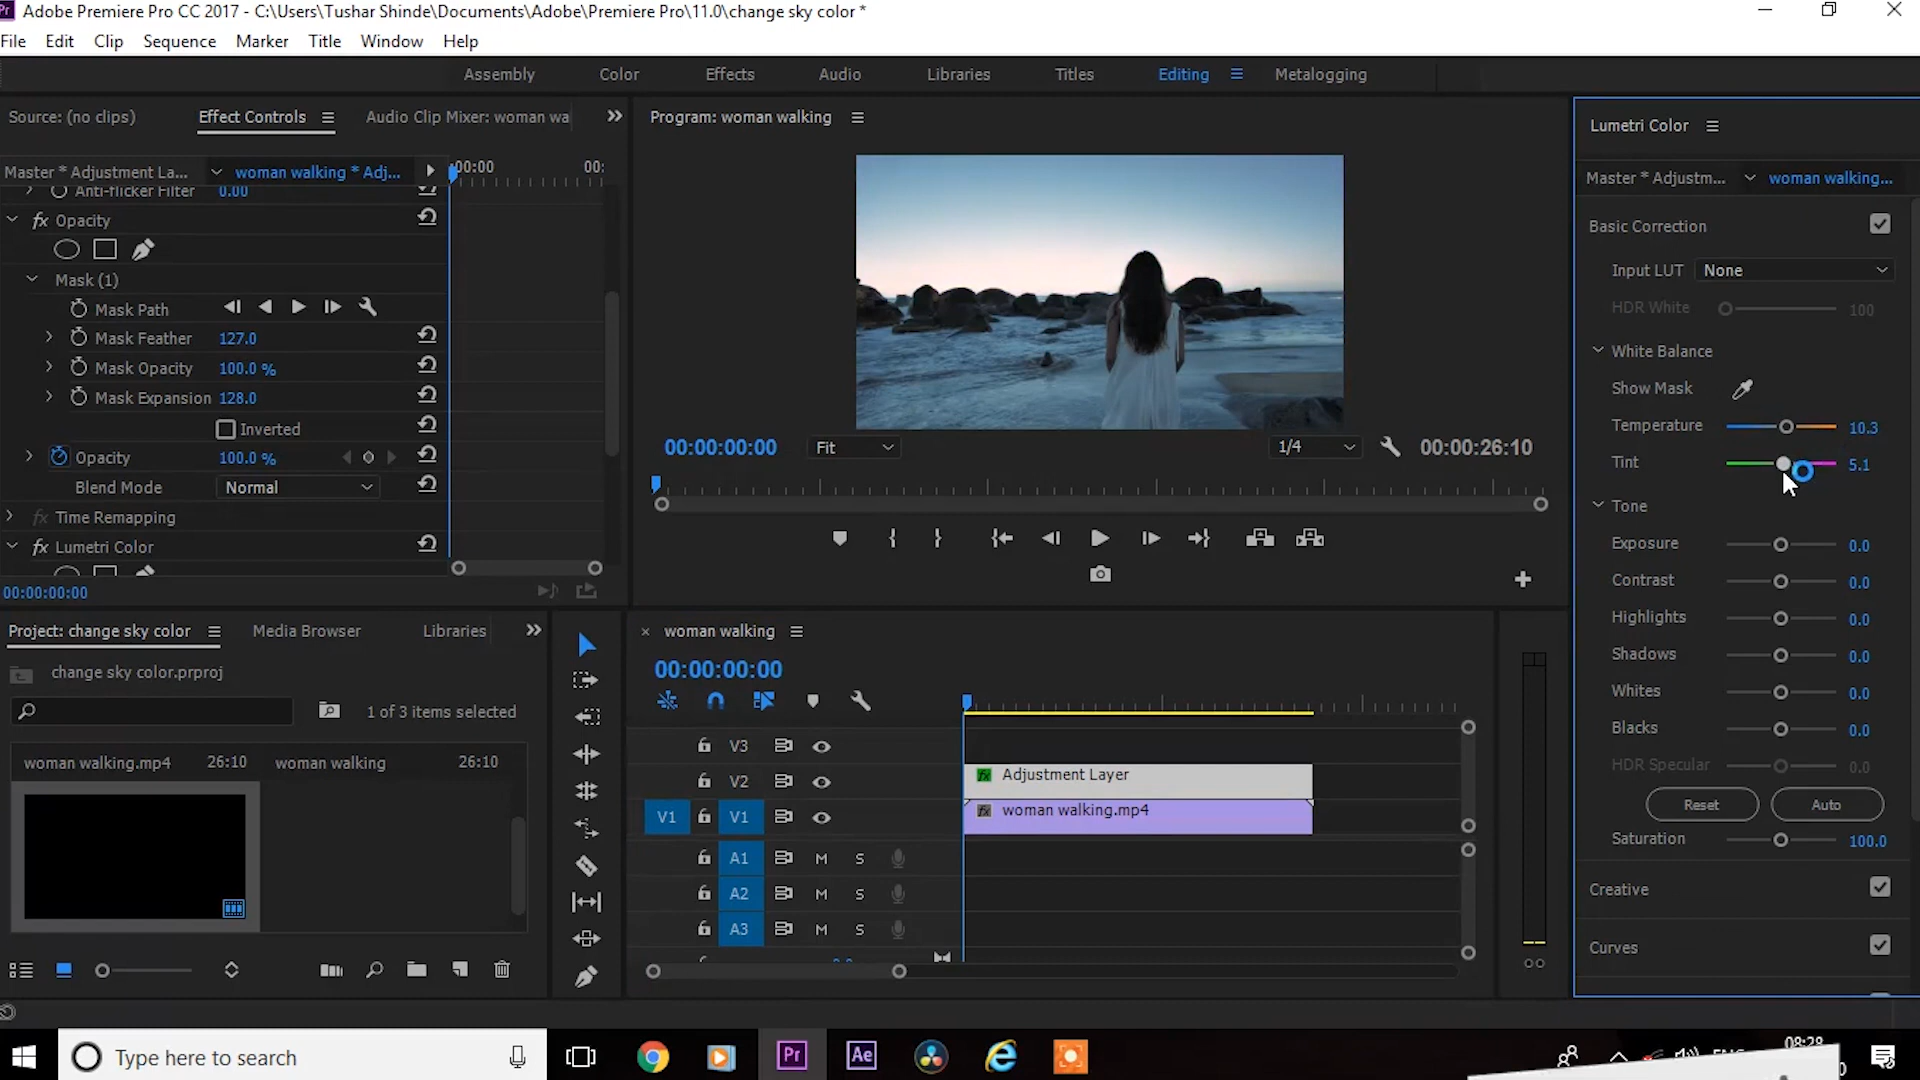 Adobe Premiere Pro CC 2017 - C:\Users\Tushar Shinde\Documents\Adobe\Premiere Pro\11.0\change sky color *
File Edit Clip Sequence Marker Title Window Help
Assembly Color Effects Audio Libraries Titles Editing Metalogging
Source: (no clips) Effect Controls Audio Clip Mixer: woman wa
Master * Adjustment La... woman walking * Adj...
:00:00 00:
Anti-flicker Filter 0.00
fx Opacity
Mask (1)
Mask Path
Mask Feather 127.0
Mask Opacity 100.0 %
Mask Expansion 128.0
Inverted
Opacity 100.0 %
Blend Mode Normal
fx Time Remapping
fx Lumetri Color
00:00:00:00
Program: woman walking
00:00:00:00 Fit 1/4 00:00:26:10
Lumetri Color
Master * Adjustm... woman walking...
Basic Correction
Input LUT None
HDR White 100
White Balance
Show Mask
Temperature 10.3
Tint 5.1
Tone
Exposure 0.0
Contrast 0.0
Highlights 0.0
Shadows 0.0
Whites 0.0
Blacks 0.0
HDR Specular 0.0
Reset Auto
Saturation 100.0
Creative
Curves
Project: change sky color Media Browser Libraries
change sky color.prproj
1 of 3 items selected
woman walking.mp4 26:10 woman walking 26:10
woman walking
00:00:00:00
V3
V2 fx Adjustment Layer
V1 V1 fx woman walking.mp4
A1 M S
A2 M S
A3 M S
Type here to search
Pr Ae
08:28